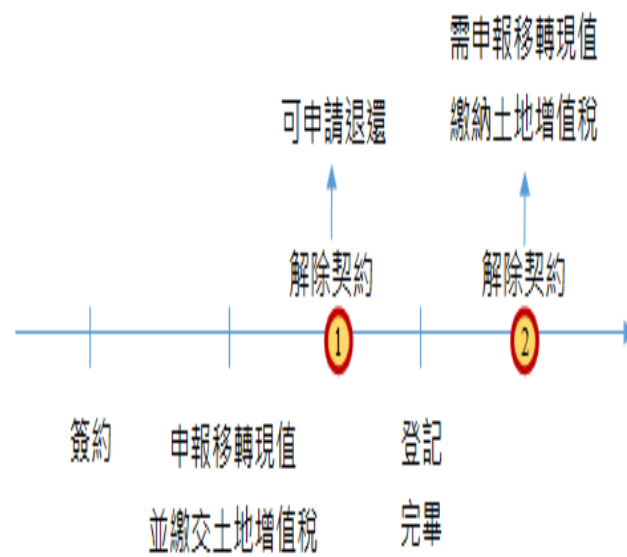 需申報移轉現值
繳納土地增值稅
可申請退還
解除契約
解除契約
1
2
簽約
申報移轉現值
並繳交土地增值稅
登記
完畢